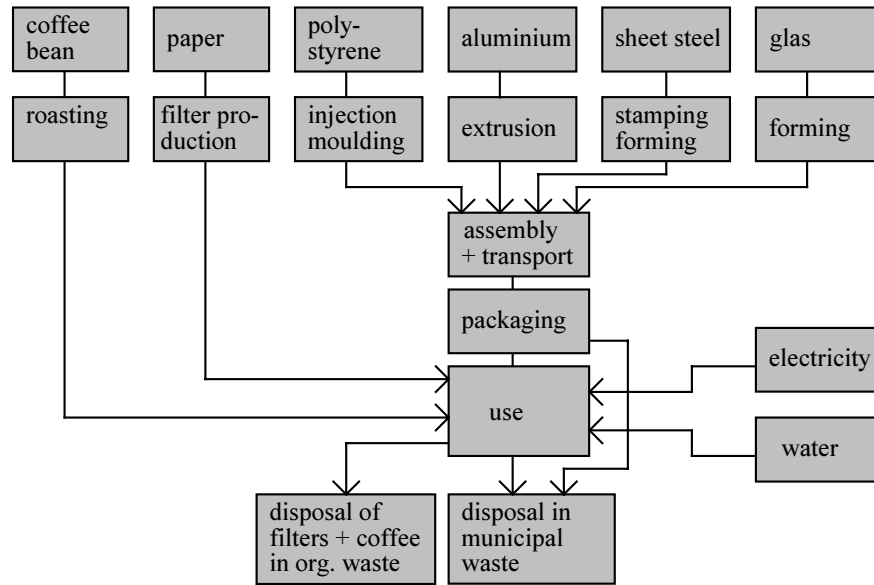 coffee
bean
paper
poly-
styrene
aluminium
sheet steel
glas
roasting
filter pro-
duction
injection
moulding
extrusion
stamping
forming
forming
assembly
+ transport
packaging
electricity
use
water
disposal of
filters + coffee
in org. waste
disposal in
municipal
waste